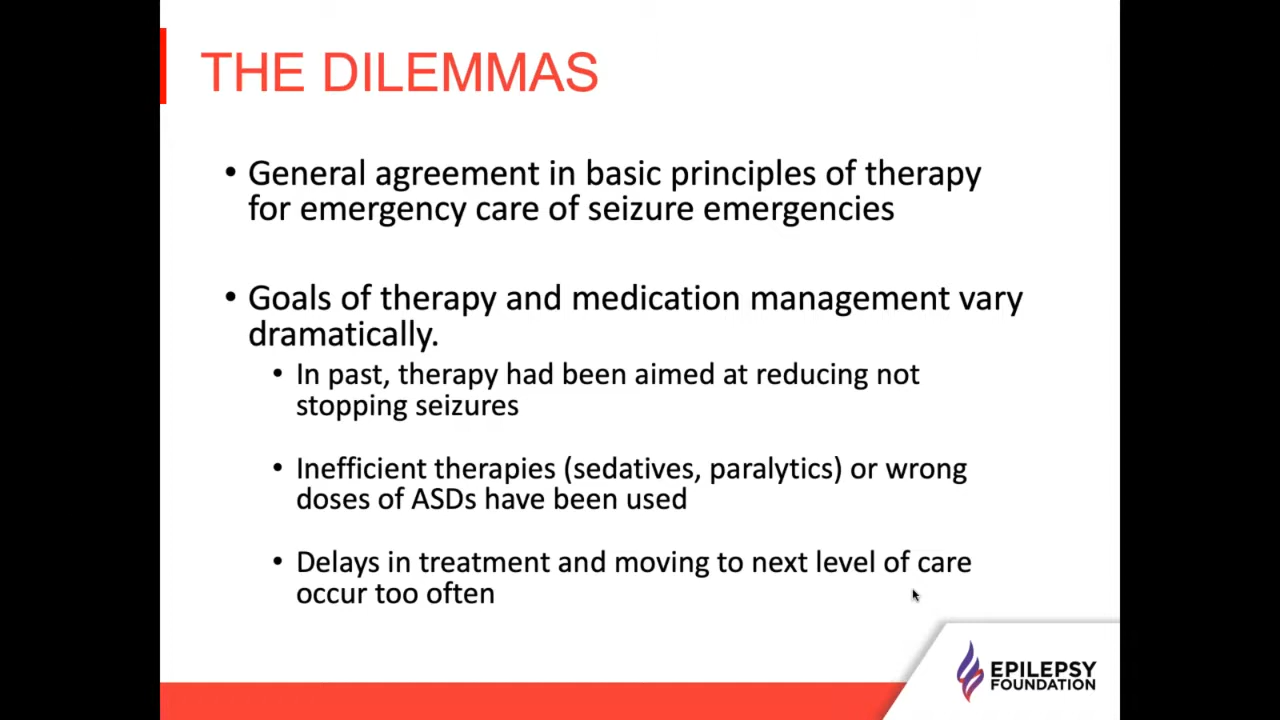 THE DILEMMAS
• General agreement in basic principles of therapy
for emergency care of seizure emergencies
• Goals of therapy and medication management vary
dramatically.
• In past, therapy had been aimed at reducing not
stopping seizures
• Inefficient therapies (sedatives, paralytics) or wrong
doses of ASDs have been used
• Delays in treatment and moving to next level of care
occur too often
EPILEPSY
FOUNDATION